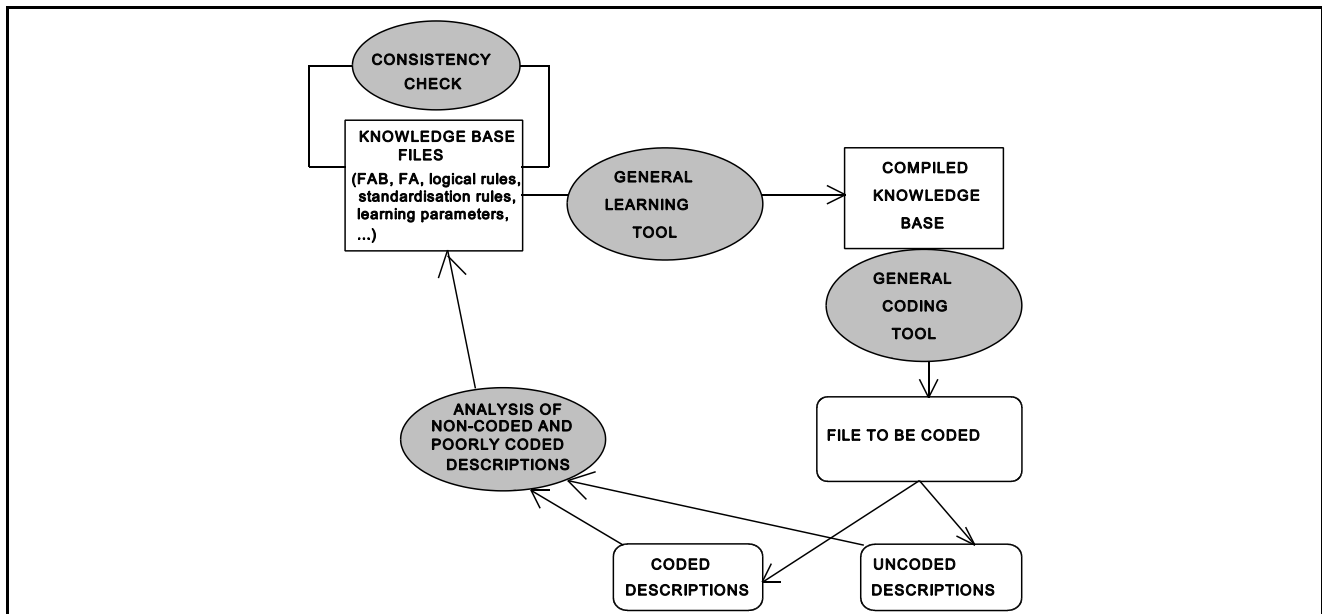 CONSISTENCY
CHECK
KNOWLEDGE BASE
FILES
(FAB, FA, logical rules,
standardisation rules,
learning parameters,
...)
GENERAL
LEARNING
TOOL
COMPILED
KNOWLEDGE
BASE
GENERAL
CODING
TOOL
FILE TO BE CODED
ANALYSIS OF
NON-CODED AND
POORLY CODED
DESCRIPTIONS
CODED
DESCRIPTIONS
UNCODED
DESCRIPTIONS